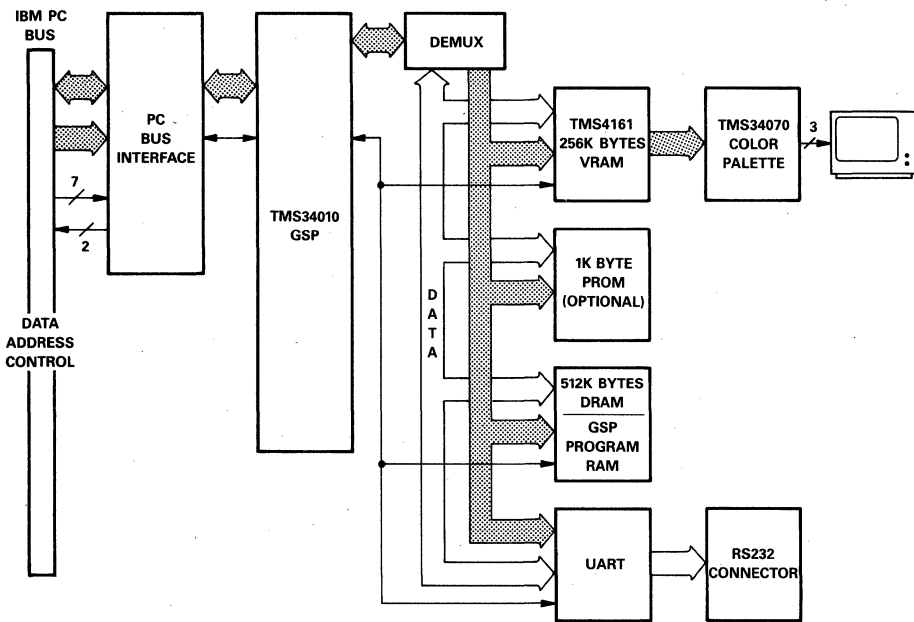 IBM PC
BUS
PC
BUS
INTERFACE
7
2
DATA
ADDRESS
CONTROL
TMS34010
GSP
DEMUX
DATA
TMS4161
256K BYTES
VRAM
TMS34070
COLOR
PALETTE
3
1K BYTE
PROM
(OPTIONAL)
512K BYTES
DRAM
GSP
PROGRAM
RAM
UART
RS232
CONNECTOR